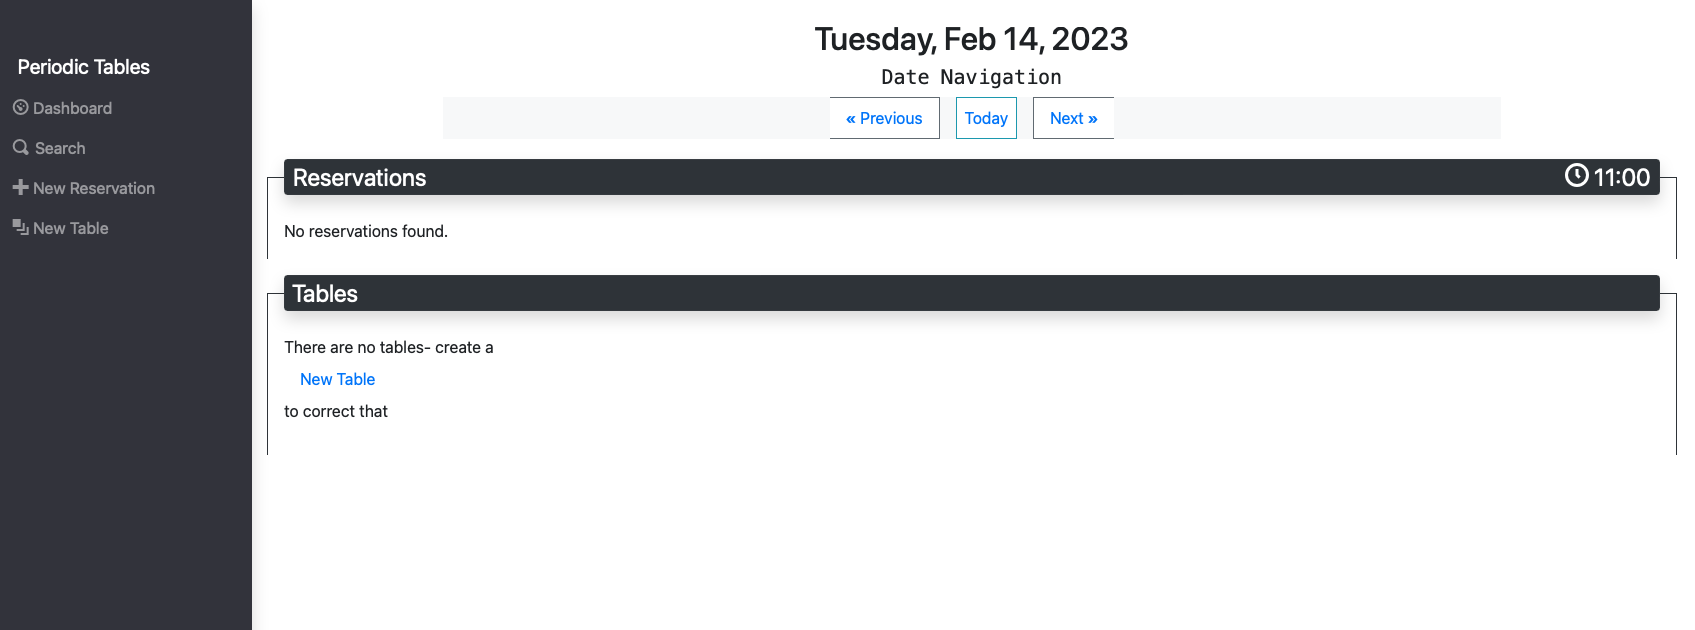 Periodic Tables
Dashboard
Search
New Reservation
New Table
Tuesday, Feb 14, 2023
Date Navigation
« Previous Today Next »
Reservations 11:00
No reservations found.
Tables
There are no tables- create a
New Table
to correct that